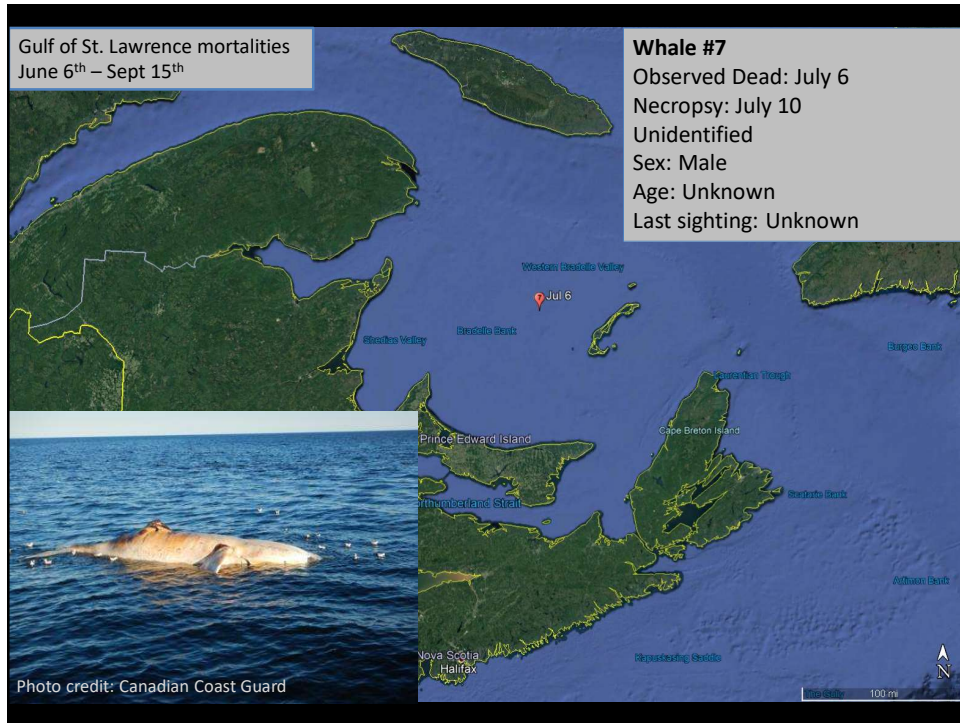 Gulf of St. Lawrence mortalities
June 6th – Sept 15th
Whale #7
Observed Dead: July 6
Necropsy: July 10
Unidentified
Sex: Male
Age: Unknown
Last sighting: Unknown
Western Bradelle Valley
7 Jul 6
Bradelle Bank
Shediac Valley
Burgeo Bank
Laurentian Trough
Cape Breton Island
Prince Edward Island
Scatarie Bank
Northumberland Strait
Nova Scotia
Halifax
N
100 mi
Photo credit: Canadian Coast Guard